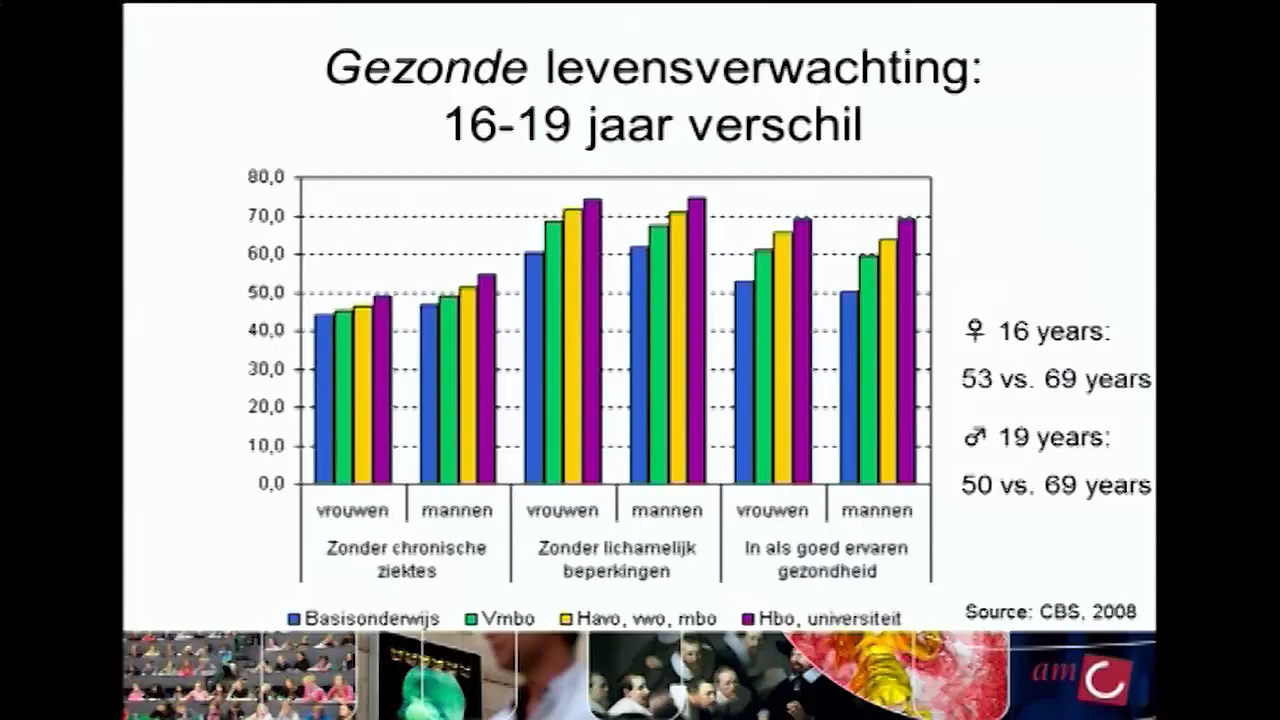 Gezonde levensverwachting:
16-19 jaar verschil
80,0
70,0
60,0
50,0
40,0
30,0
20,0
10,0
0,0
vrouwen mannen vrouwen mannen vrouwen mannen
Zonder chronische ziektes
Zonder lichamelijk beperkingen
In als goed ervaren gezondheid
Basisonderwijs Vmbo Havo, vwo, mbo Hbo, universiteit
♀ 16 years:
53 vs. 69 years
♂ 19 years:
50 vs. 69 years
Source: CBS, 2008
amC